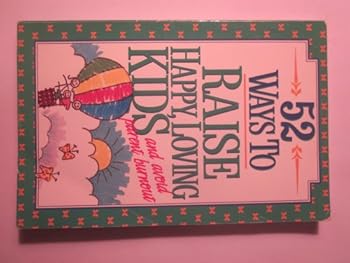 52
WAYS TO
RAISE
HAPPY, LOVING
KIDS
and avoid
parent burnout